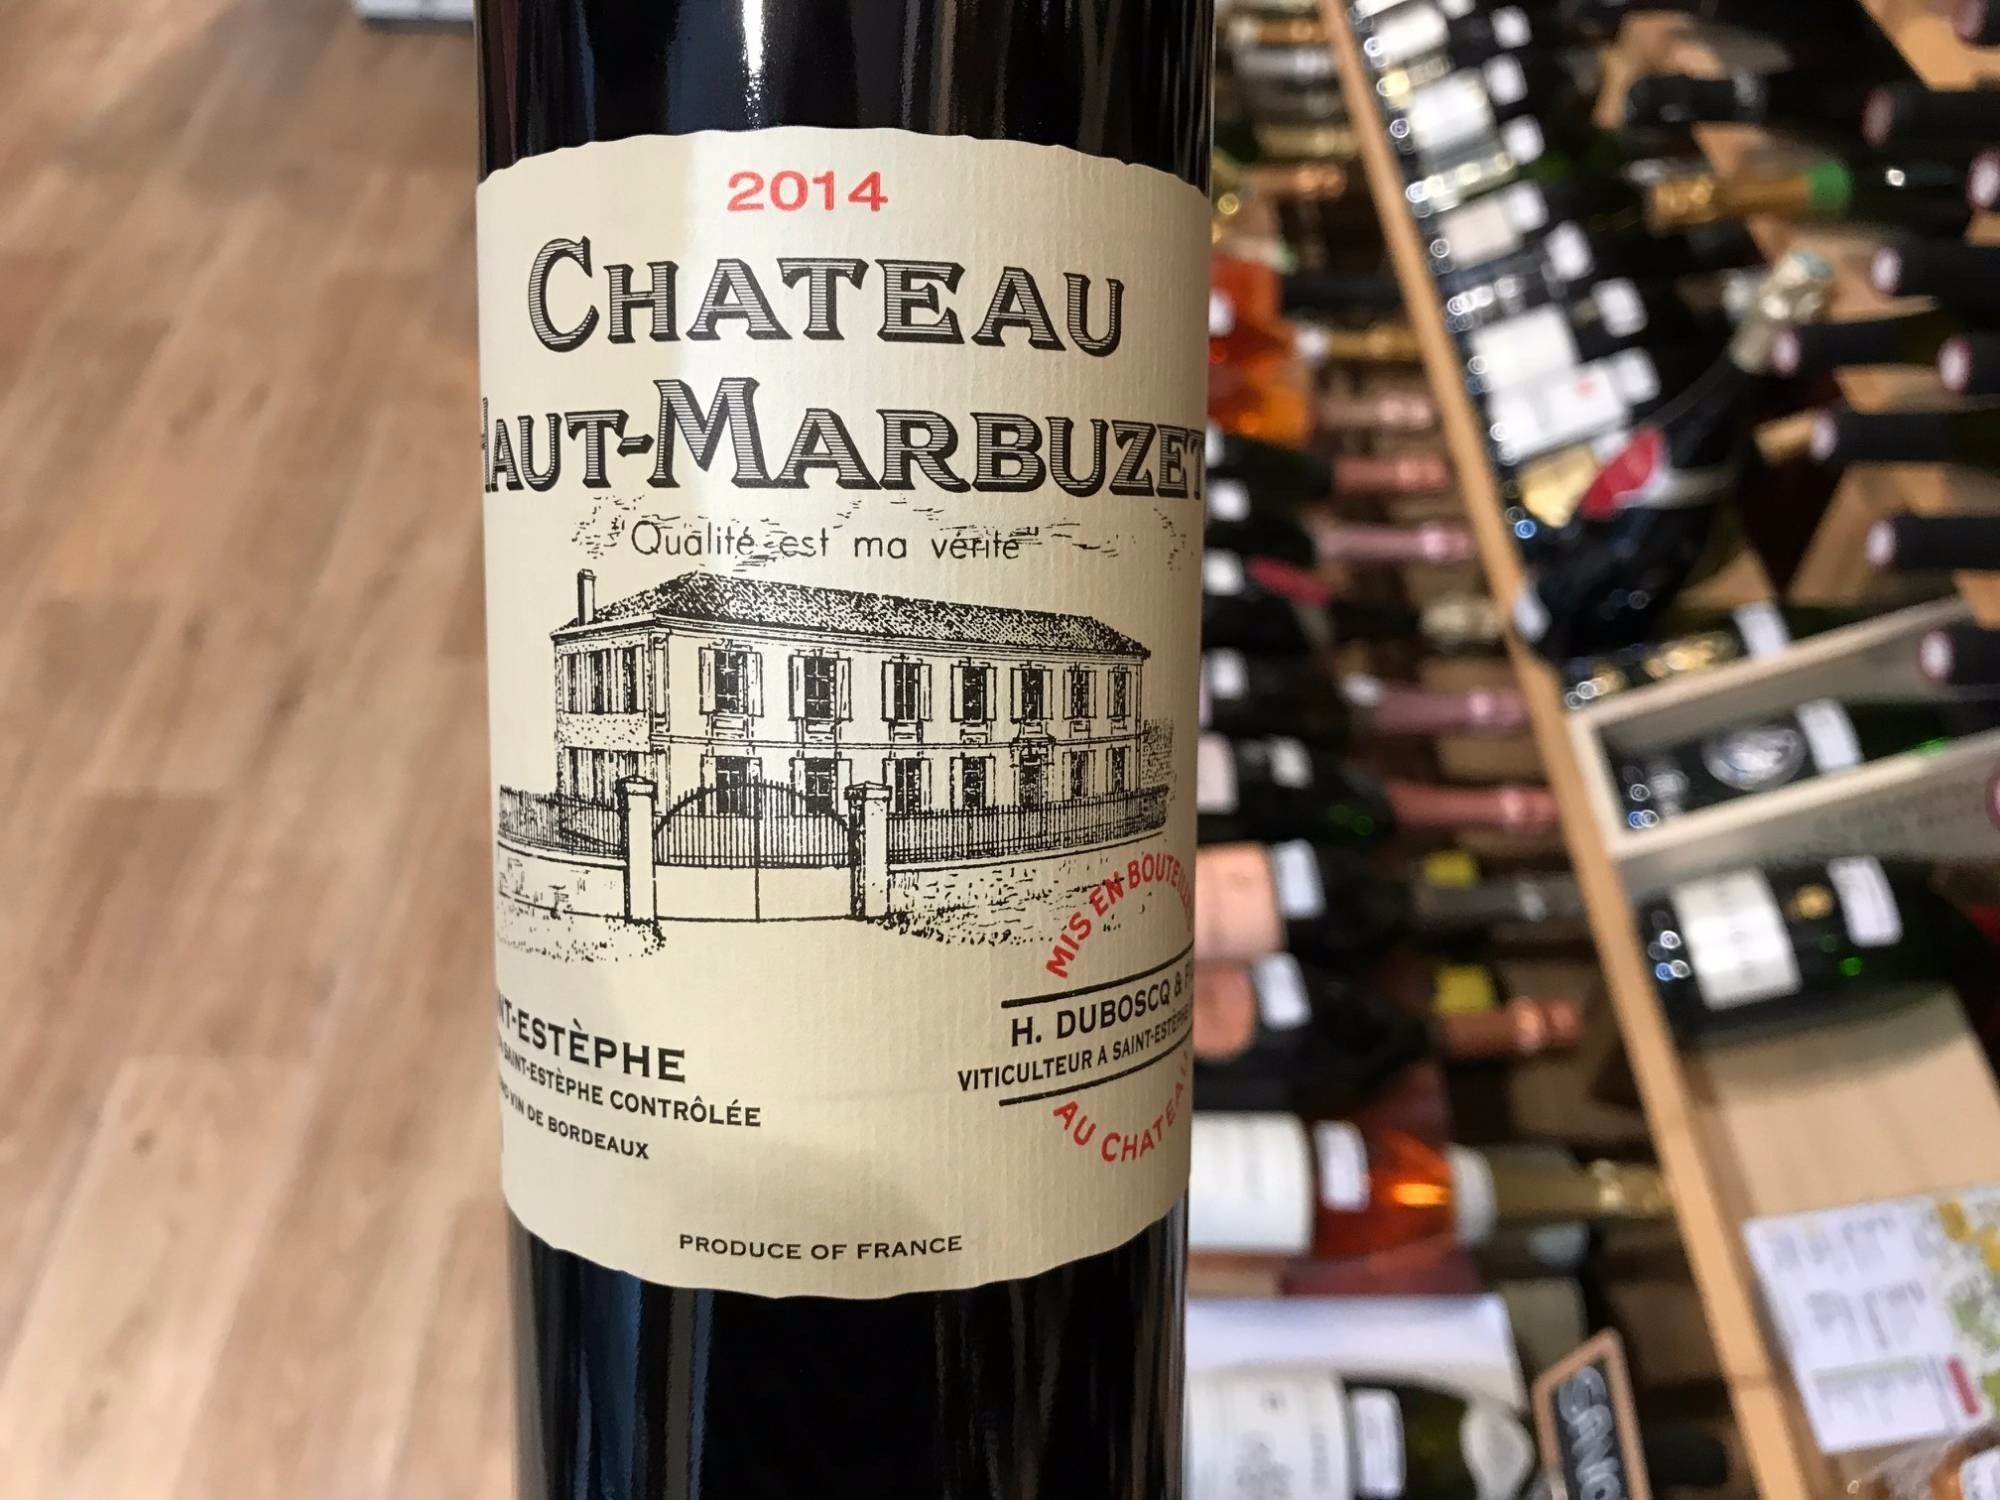 2014
CHATEAU
HAUT-MARBUZET
"Qualité est ma vérité"
MIS EN BOUTEILLE
NT-ESTÈPHE
SAINT-ESTÈPHE CONTRÔLÉE
VIN DE BORDEAUX
H. DUBOSCQ &
VITICULTEUR A SAINT-ESTÈPHE
AU CHATEAU
PRODUCE OF FRANCE